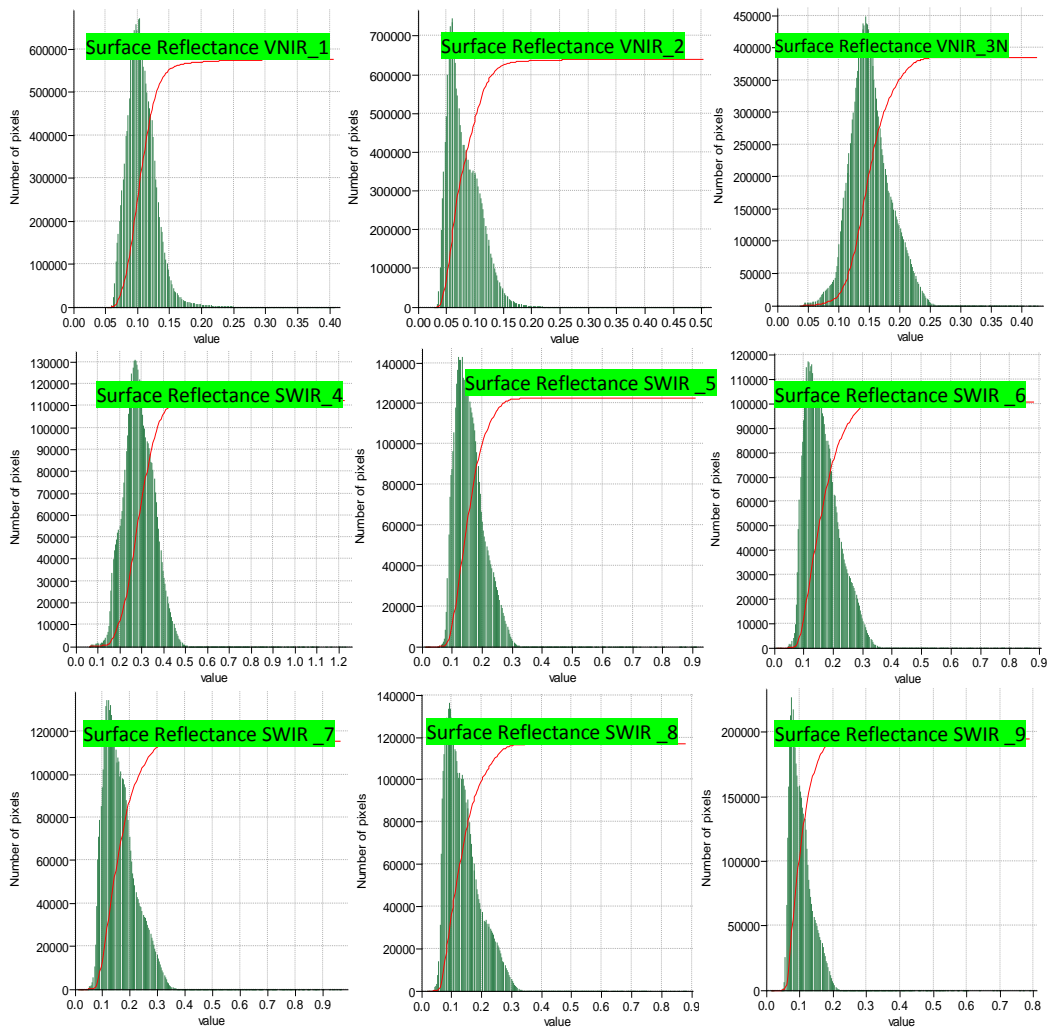 Surface Reflectance VNIR_1
Number of pixels
600000
500000
400000
300000
200000
100000
0
0.00 0.05 0.10 0.15 0.20 0.25 0.30 0.35 0.40
value
Surface Reflectance VNIR_2
Number of pixels
700000
600000
500000
400000
300000
200000
100000
0
0.00 0.05 0.10 0.15 0.20 0.25 0.30 0.35 0.40 0.45 0.50
value
Surface Reflectance VNIR_3N
Number of pixels
450000
400000
350000
300000
250000
200000
150000
100000
50000
0
0.00 0.05 0.10 0.15 0.20 0.25 0.30 0.35 0.40
value
Surface Reflectance SWIR_4
Number of pixels
130000
120000
110000
100000
90000
80000
70000
60000
50000
40000
30000
20000
10000
0
0.0 0.1 0.2 0.3 0.4 0.5 0.6 0.7 0.8 0.9 1.0 1.1 1.2
value
Surface Reflectance SWIR _5
Number of pixels
140000
120000
100000
80000
60000
40000
20000
0
0.0 0.1 0.2 0.3 0.4 0.5 0.6 0.7 0.8 0.9
value
Surface Reflectance SWIR _6
Number of pixels
120000
110000
100000
90000
80000
70000
60000
50000
40000
30000
20000
10000
0
0.0 0.1 0.2 0.3 0.4 0.5 0.6 0.7 0.8 0.9
value
Surface Reflectance SWIR _7
Number of pixels
120000
100000
80000
60000
40000
20000
0
0.0 0.1 0.2 0.3 0.4 0.5 0.6 0.7 0.8 0.9
value
Surface Reflectance SWIR _8
Number of pixels
140000
120000
100000
80000
60000
40000
20000
0
0.0 0.1 0.2 0.3 0.4 0.5 0.6 0.7 0.8 0.9
value
Surface Reflectance SWIR _9
Number of pixels
200000
150000
100000
50000
0
0.0 0.1 0.2 0.3 0.4 0.5 0.6 0.7 0.8
value